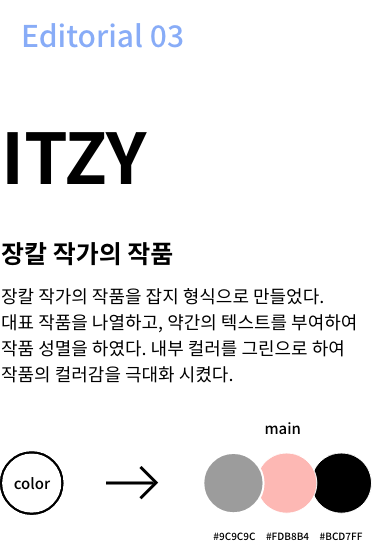 Editorial 03
ITZY
장칼 작가의 작품
장칼 작가의 작품을 잡지 형식으로 만들었다.
대표 작품을 나열하고, 약간의 텍스트를 부여하여
작품 성멸을 하였다. 내부 컬러를 그린으로 하여
작품의 컬러감을 극대화 시켰다.
main
color
#9C9C9C #FDB8B4 #BCD7FF